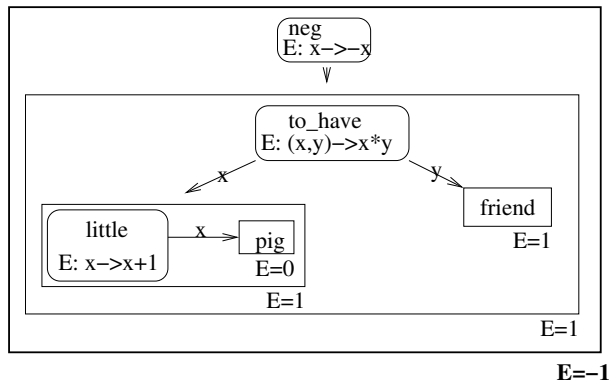 neg
E: x->-x
to_have
E: (x,y)->x*y
x
y
little
E: x->x+1
x
pig
E=0
E=1
friend
E=1
E=1
E=-1